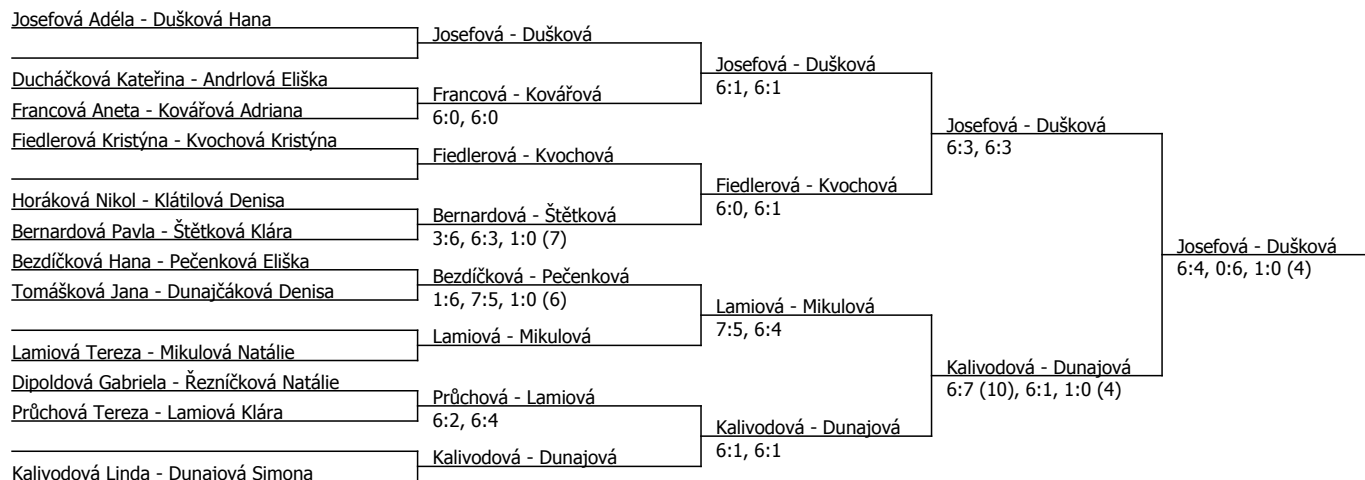 Josefová Adéla - Dušková Hana
Ducháčková Kateřina - Andrlová Eliška
Francová Aneta - Kovářová Adriana
Fiedlerová Kristýna - Kvochová Kristýna
Horáková Nikol - Klátilová Denisa
Bernardová Pavla - Štětková Klára
Bezdíčková Hana - Pečenková Eliška
Tomášková Jana - Dunajčáková Denisa
Lamiová Tereza - Mikulová Natálie
Dipoldová Gabriela - Řezníčková Natálie
Průchová Tereza - Lamiová Klára
Kalivodová Linda - Dunajová Simona
Josefová - Dušková
Francová - Kovářová
6:0, 6:0
Fiedlerová - Kvochová
Bernardová - Štětková
3:6, 6:3, 1:0 (7)
Bezdíčková - Pečenková
1:6, 7:5, 1:0 (6)
Lamiová - Mikulová
Průchová - Lamiová
6:2, 6:4
Kalivodová - Dunajová
Josefová - Dušková
6:1, 6:1
Fiedlerová - Kvochová
6:0, 6:1
Lamiová - Mikulová
7:5, 6:4
Kalivodová - Dunajová
6:1, 6:1
Josefová - Dušková
6:3, 6:3
Kalivodová - Dunajová
6:7 (10), 6:1, 1:0 (4)
Josefová - Dušková
6:4, 0:6, 1:0 (4)